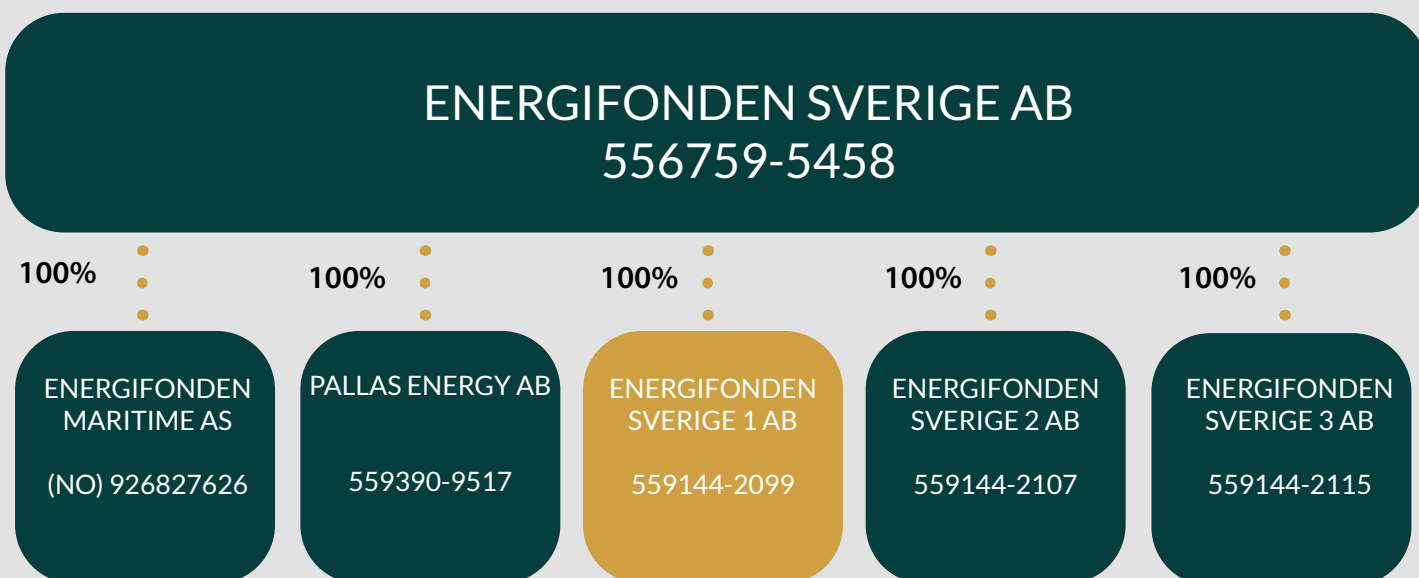 ENERGIFONDEN SVERIGE AB
556759-5458
100%
100%
100%
100%
100%
ENERGIFONDEN
MARITIME AS
(NO) 926827626
PALLAS ENERGY AB
559390-9517
ENERGIFONDEN
SVERIGE 1 AB
559144-2099
ENERGIFONDEN
SVERIGE 2 AB
559144-2107
ENERGIFONDEN
SVERIGE 3 AB
559144-2115